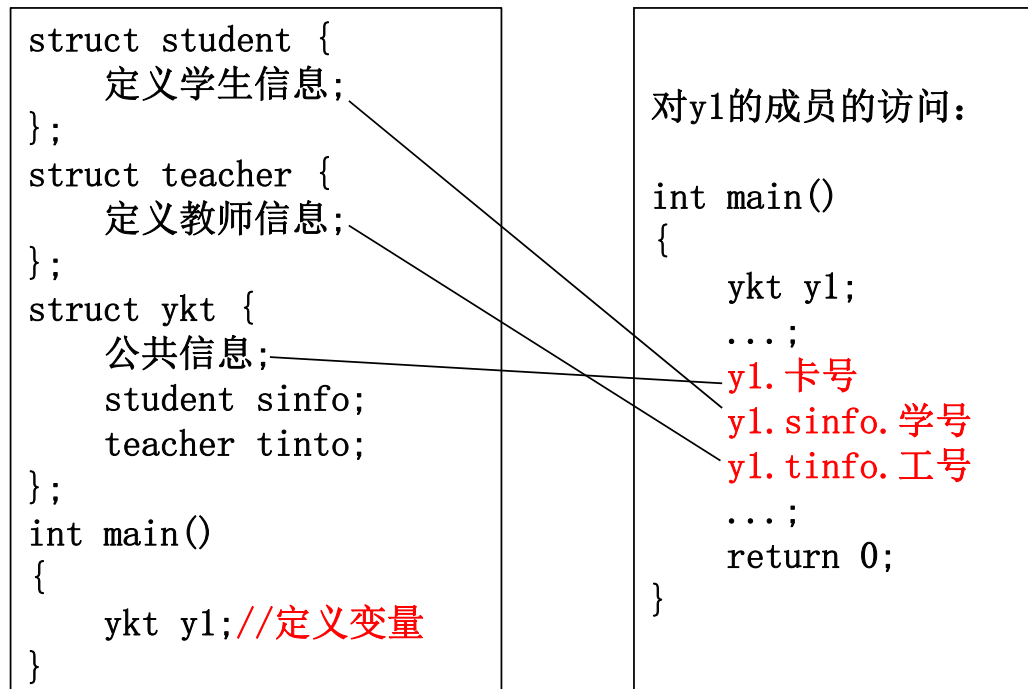 struct student {
定义学生信息;
};
struct teacher {
定义教师信息;
};
struct ykt {
公共信息;
student sinfo;
teacher tinto;
};
int main()
{
ykt y1;//定义变量
}
对y1的成员的访问:
int main()
{
ykt y1;
...;
y1.卡号
y1.sinfo.学号
y1.tinfo.工号
...;
return 0;
}